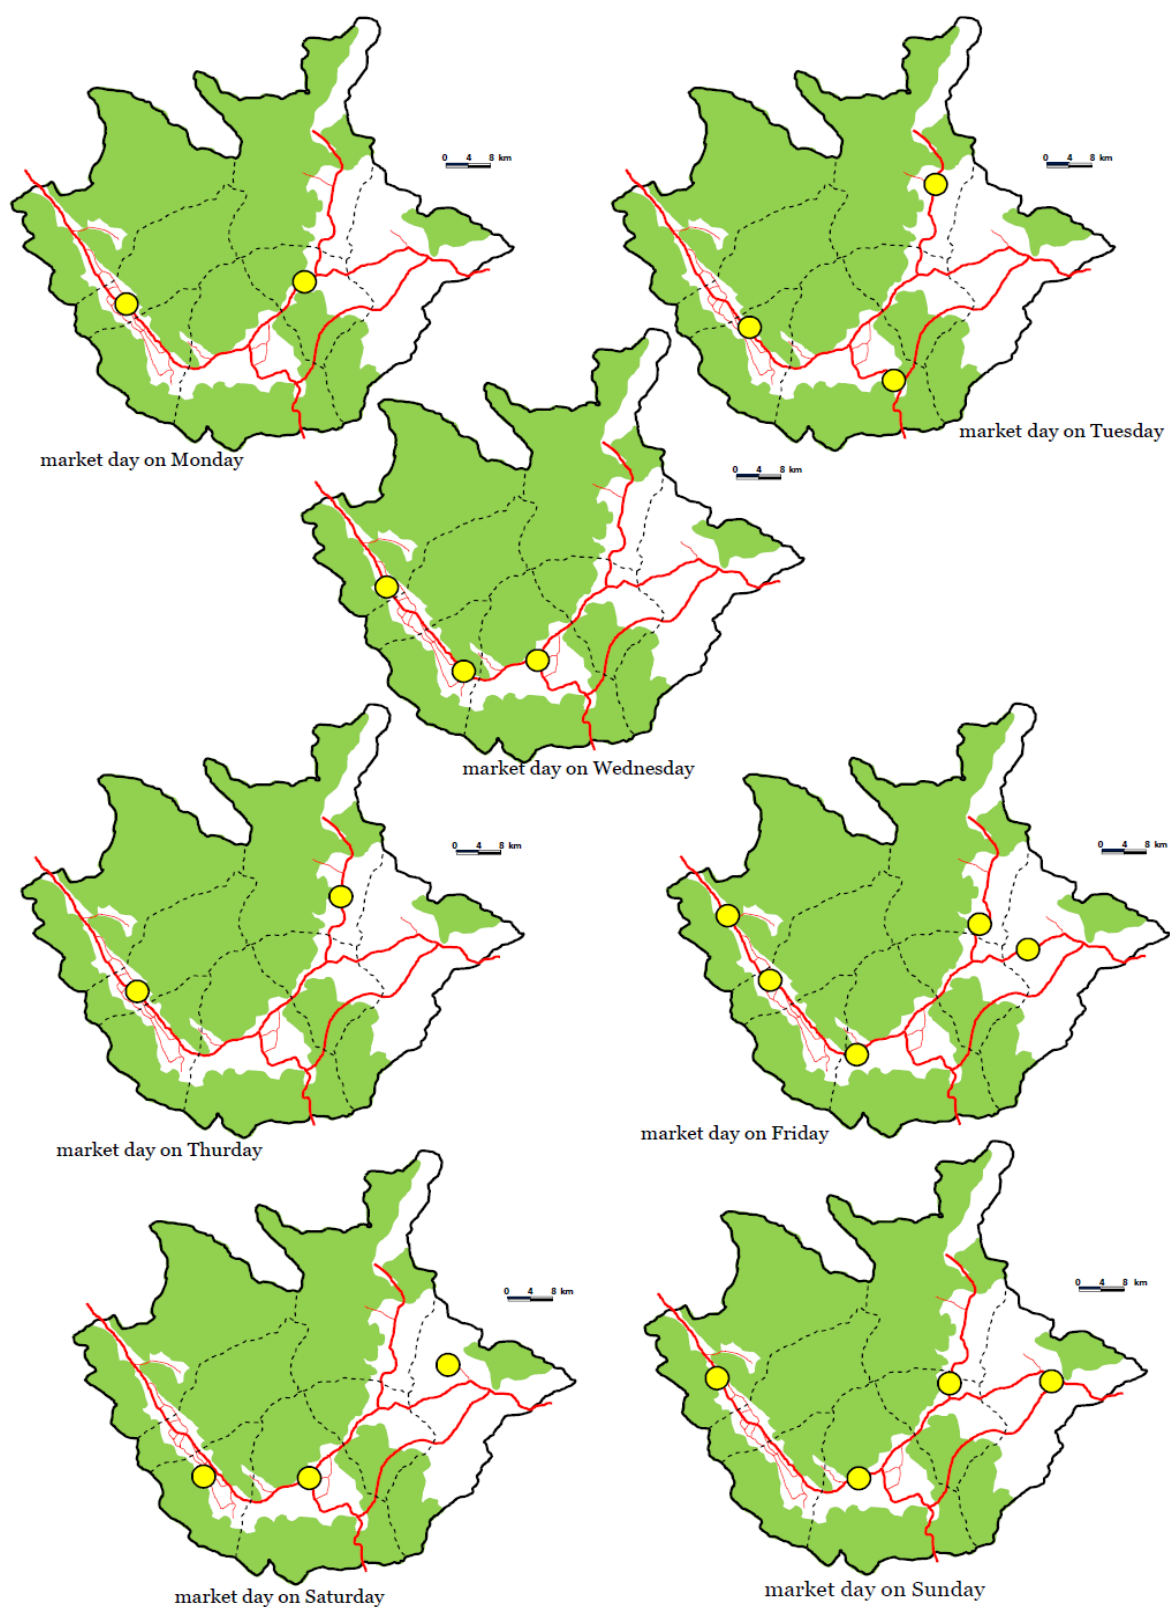 0 4 8 km
0 4 8 km
market day on Tuesday
market day on Monday
0 4 8 km
market day on Wednesday
0 4 8 km
0 4 8 km
market day on Friday
market day on Thurday
0 4 8 km
0 4 8 km
market day on Sunday
market day on Saturday